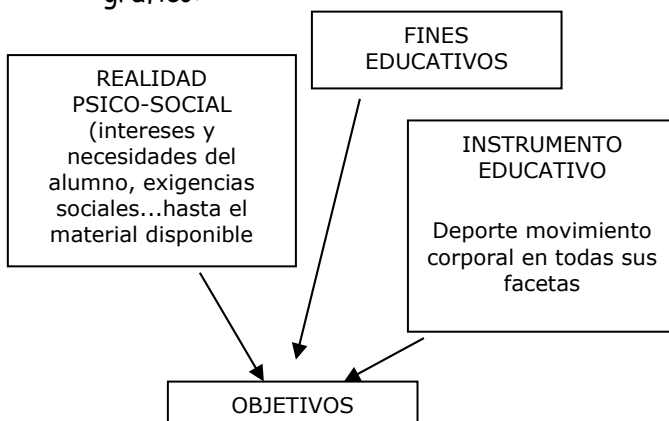 gráfico.
FINES
EDUCATIVOS
REALIDAD
PSICO-SOCIAL
(intereses y
necesidades del
alumno, exigencias
sociales...hasta el
material disponible
INSTRUMENTO
EDUCATIVO
Deporte movimiento
corporal en todas sus
facetas
OBJETIVOS